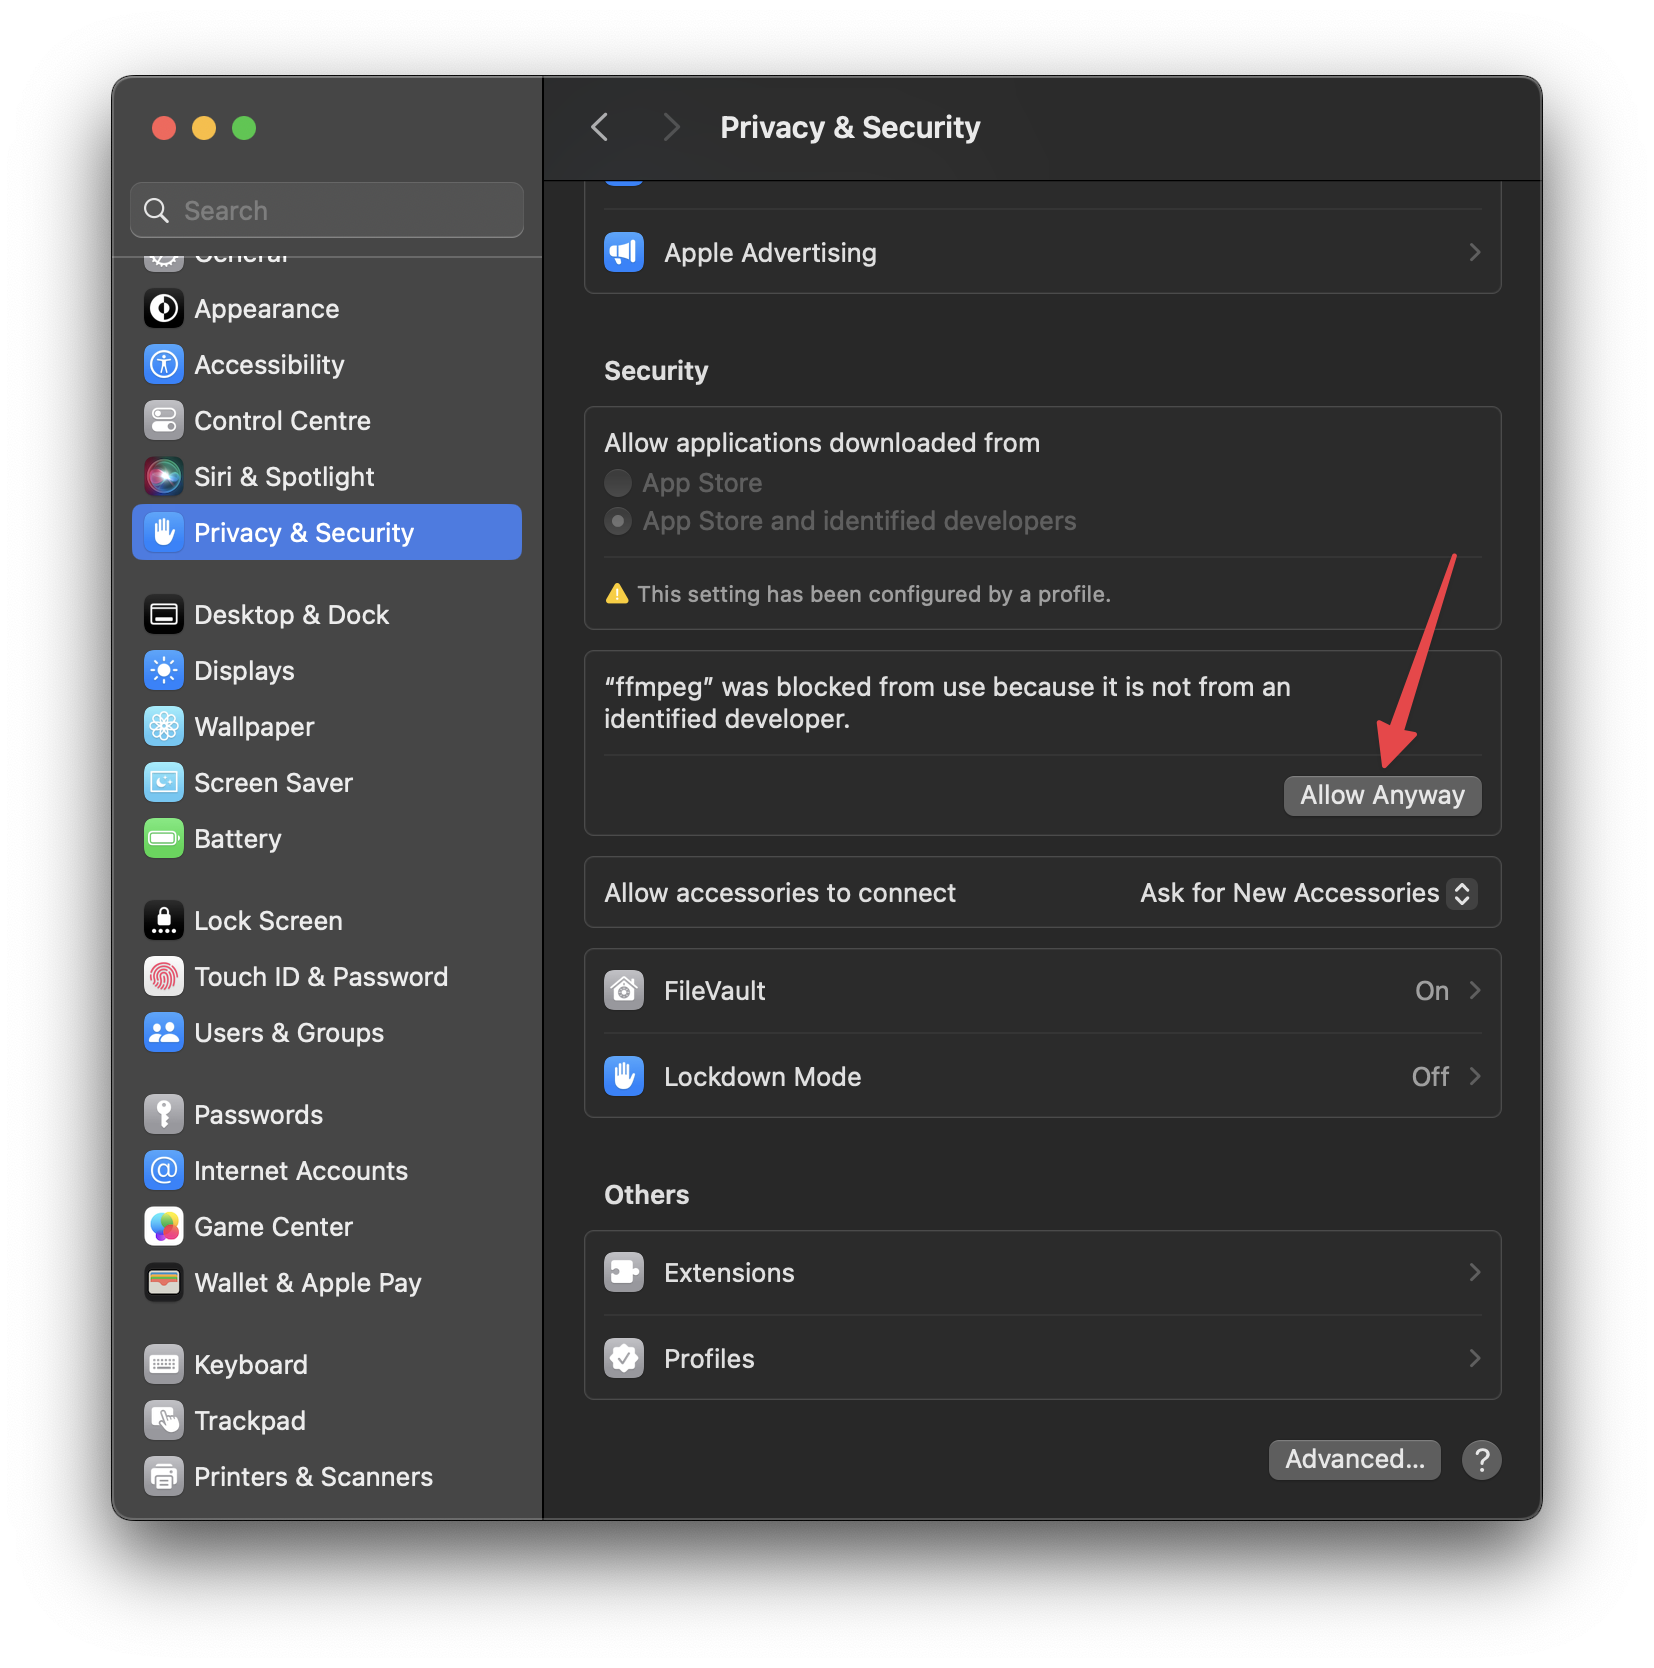 Search
General
Appearance
Accessibility
Control Centre
Siri & Spotlight
Privacy & Security
Desktop & Dock
Displays
Wallpaper
Screen Saver
Battery
Lock Screen
Touch ID & Password
Users & Groups
Passwords
Internet Accounts
Game Center
Wallet & Apple Pay
Keyboard
Trackpad
Printers & Scanners
Privacy & Security
Apple Advertising
Security
Allow applications downloaded from
App Store
App Store and identified developers
This setting has been configured by a profile.
“ffmpeg” was blocked from use because it is not from an
identified developer.
Allow Anyway
Allow accessories to connect Ask for New Accessories
FileVault On
Lockdown Mode Off
Others
Extensions
Profiles
Advanced... ?